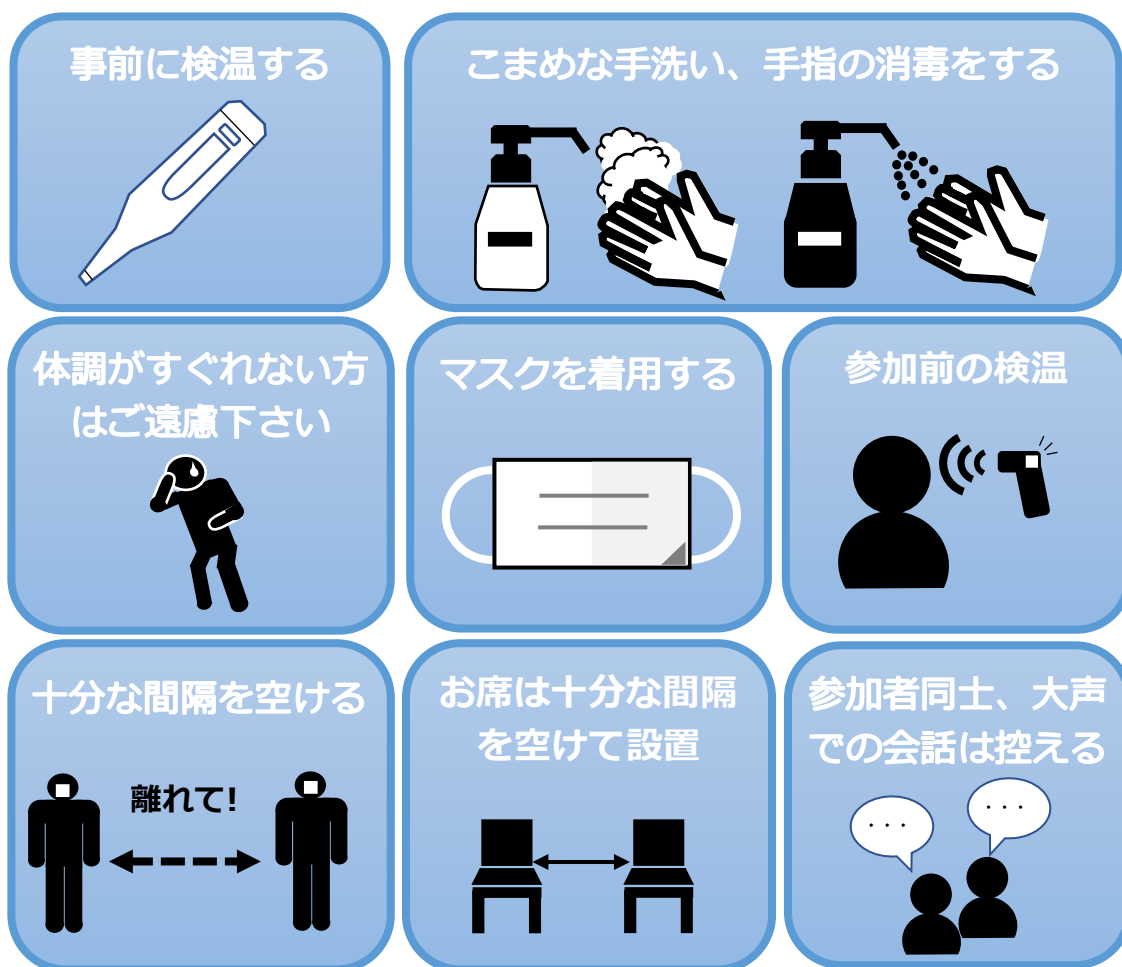 事前に検温する
こまめな手洗い、手指の消毒をする
体調がすぐれない方
はご遠慮下さい
マスクを着用する
参加前の検温
十分な間隔を空ける
離れて!
お席は十分な間隔
を空けて設置
参加者同士、大声
での会話は控える
・・・
・・・